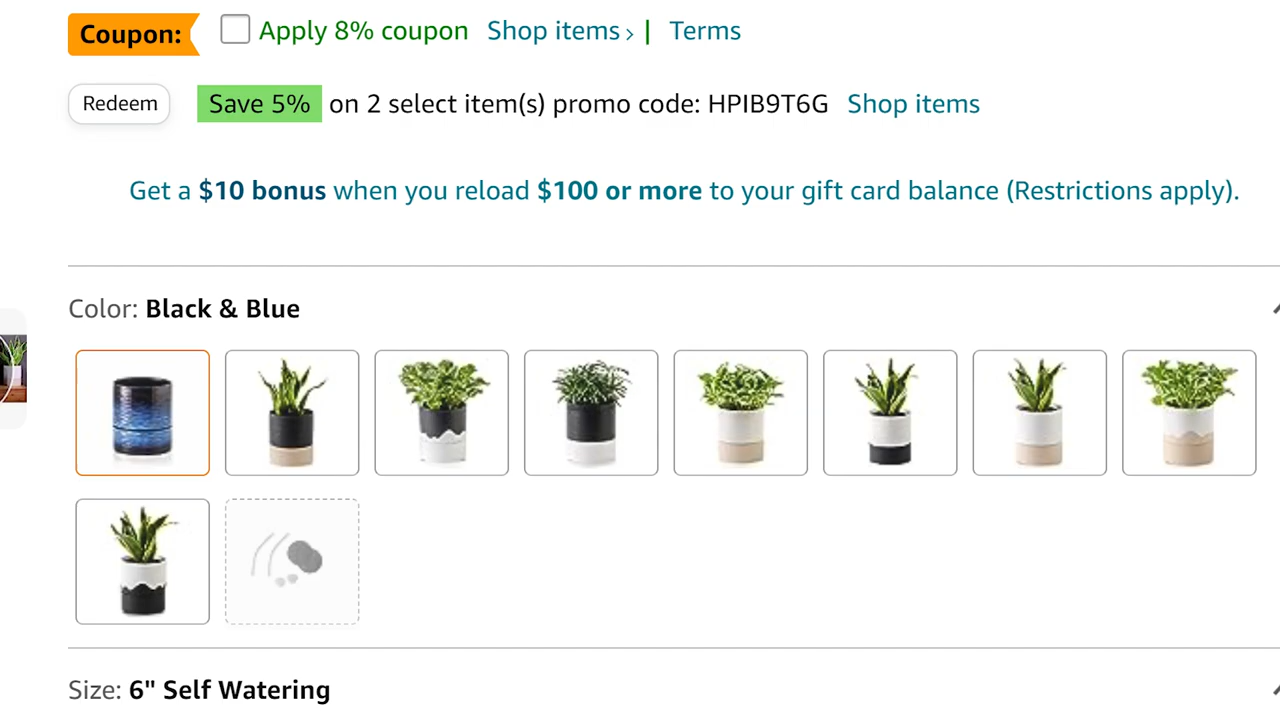 Coupon: Apply 8% coupon Shop items › | Terms
Redeem Save 5% on 2 select item(s) promo code: HPIB9T6G Shop items
Get a $10 bonus when you reload $100 or more to your gift card balance (Restrictions apply).
Color: Black & Blue
Size: 6" Self Watering